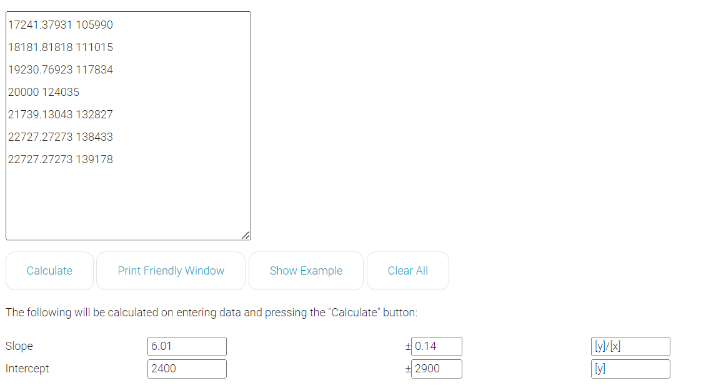 17241.37931 105990
18181.81818 111015
19230.76923 117834
20000 124035
21739.13043 132827
22727.27273 138433
22727.27273 139178
Calculate Print Friendly Window Show Example Clear All
The following will be calculated on entering data and pressing the "Calculate" button:
Slope 6.01 ± 0.14 [y]/[x]
Intercept 2400 ± 2900 [y]